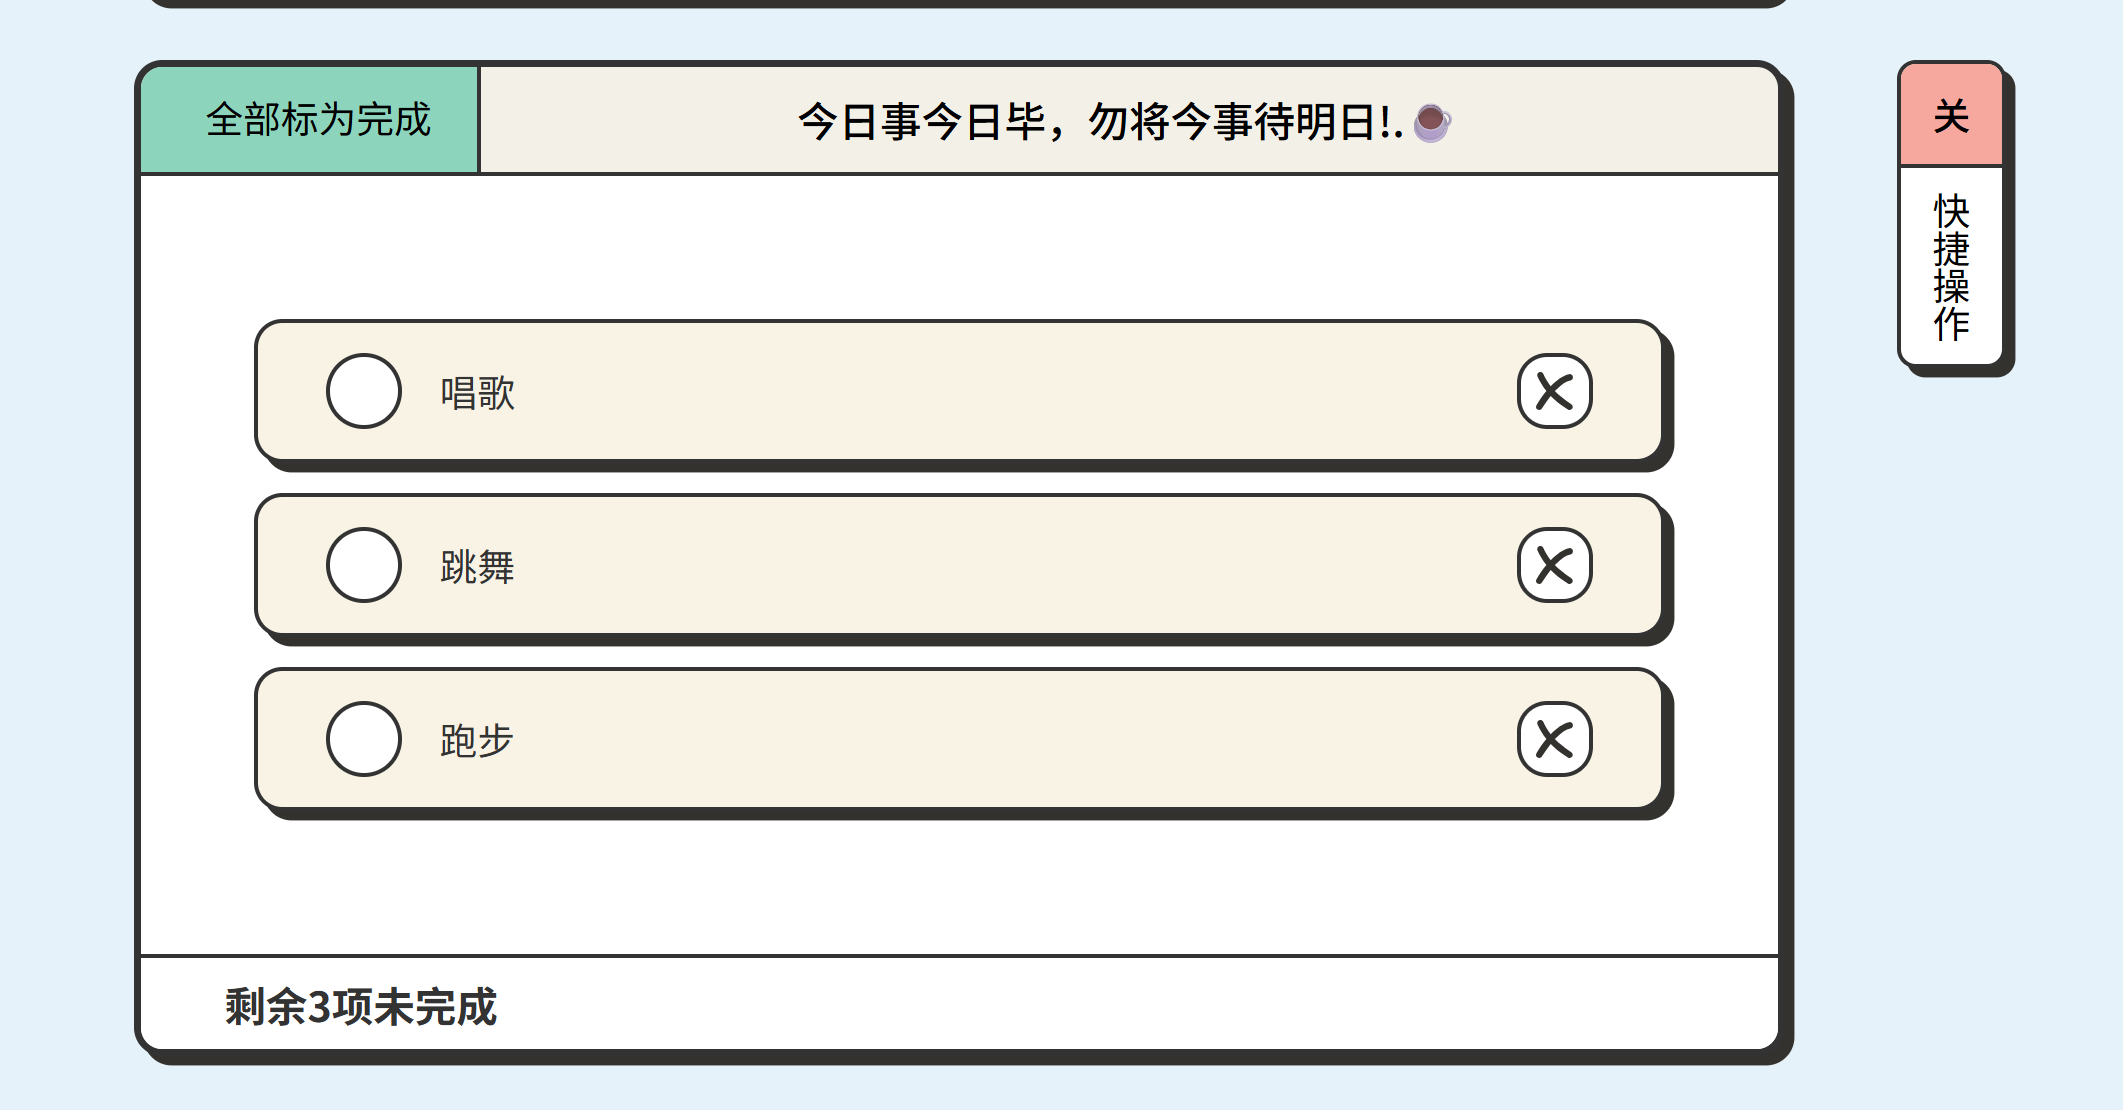 全部标为完成
今日事今日毕，勿将今事待明日!.☕
唱歌
跳舞
跑步
剩余3项未完成
关
快捷操作